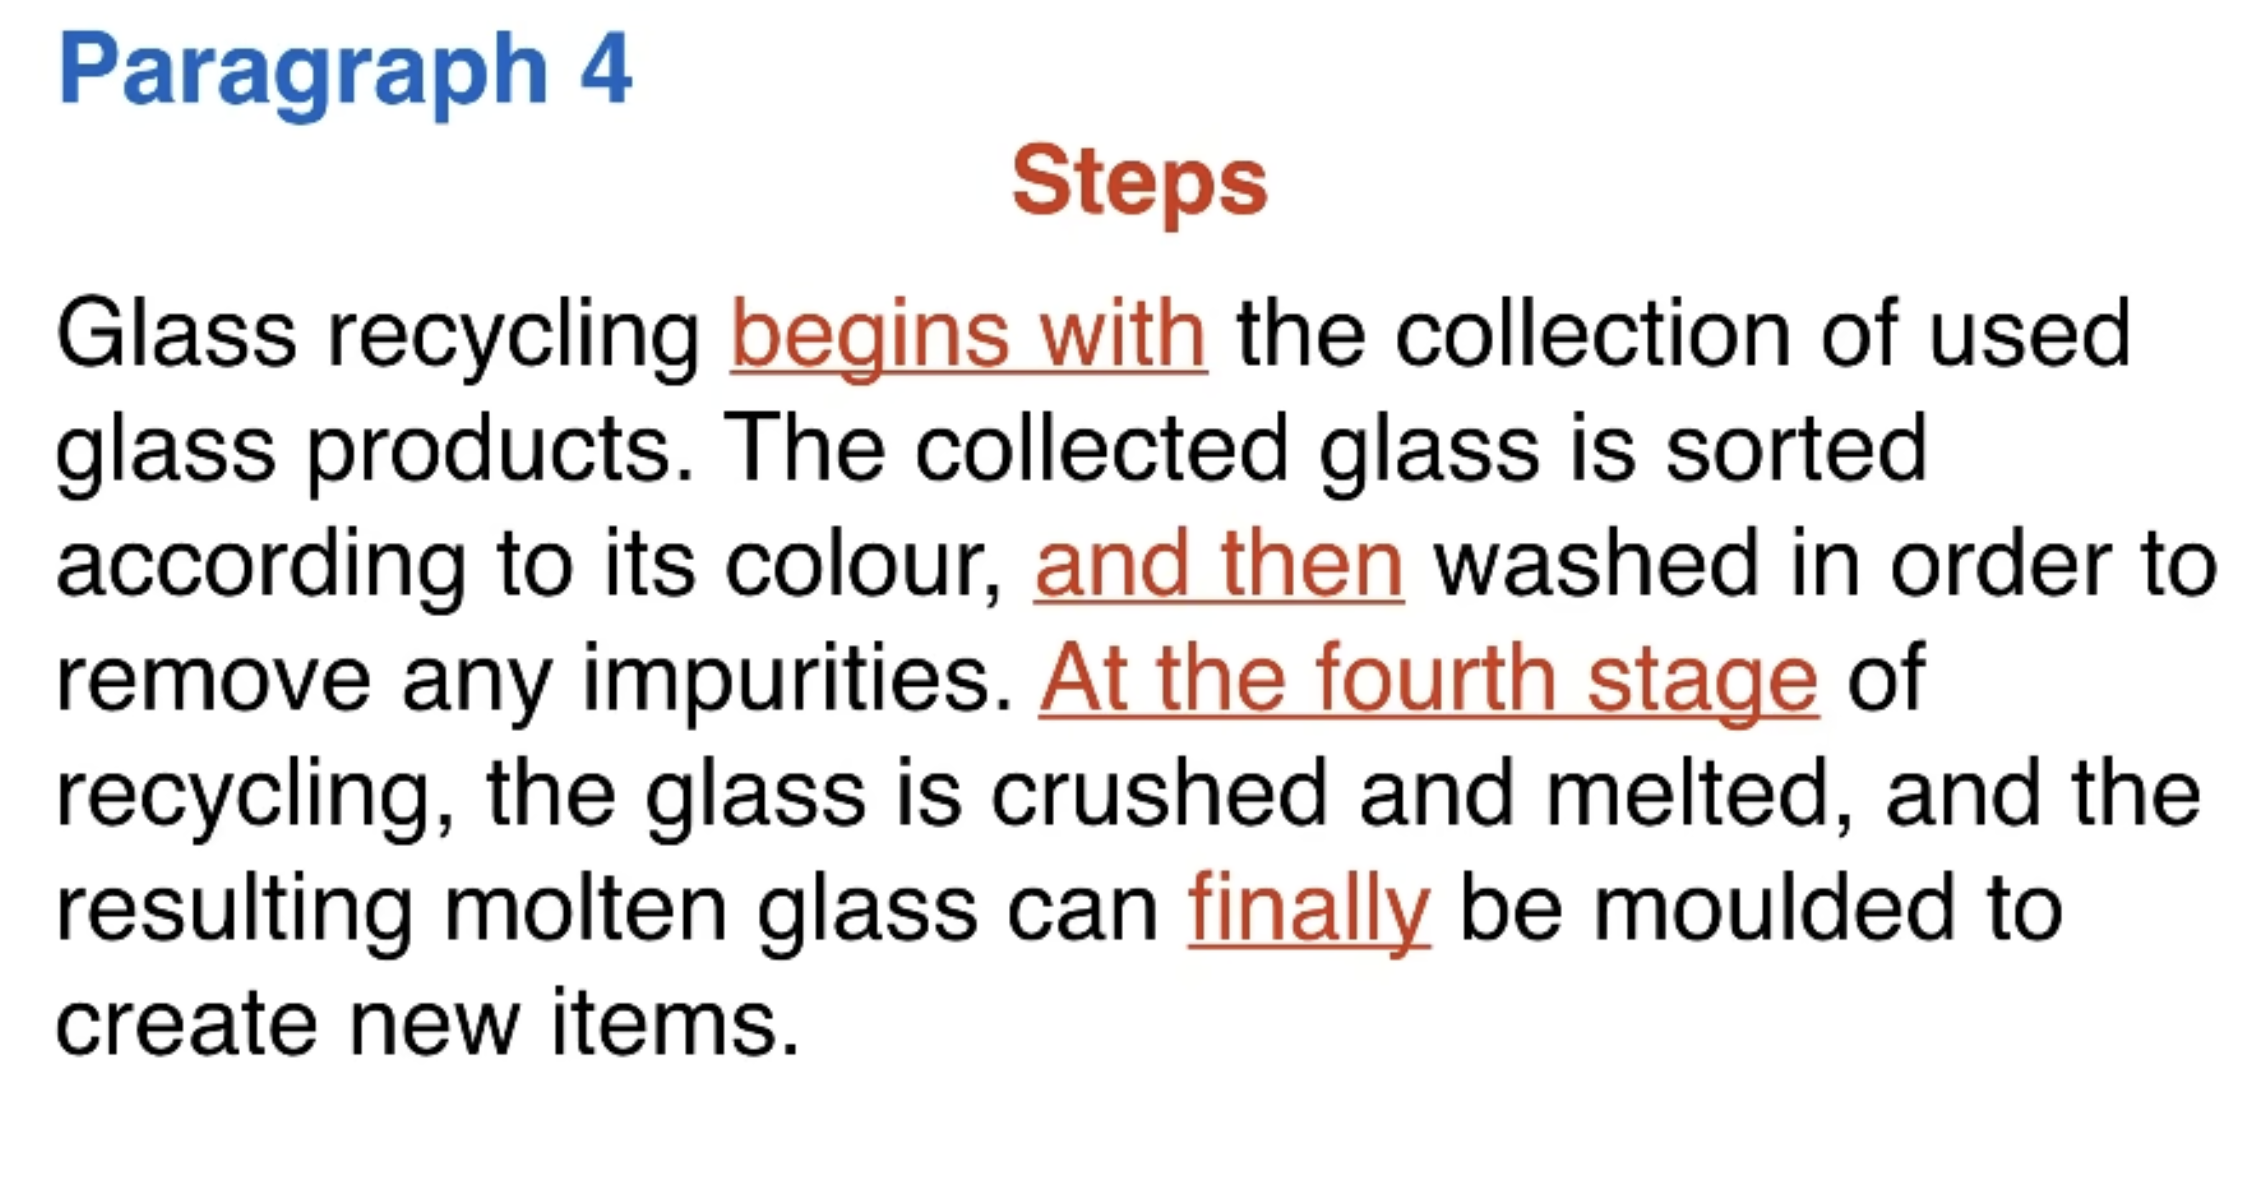 Paragraph 4
Steps
Glass recycling begins with the collection of used
glass products. The collected glass is sorted
according to its colour, and then washed in order to
remove any impurities. At the fourth stage of
recycling, the glass is crushed and melted, and the
resulting molten glass can finally be moulded to
create new items.